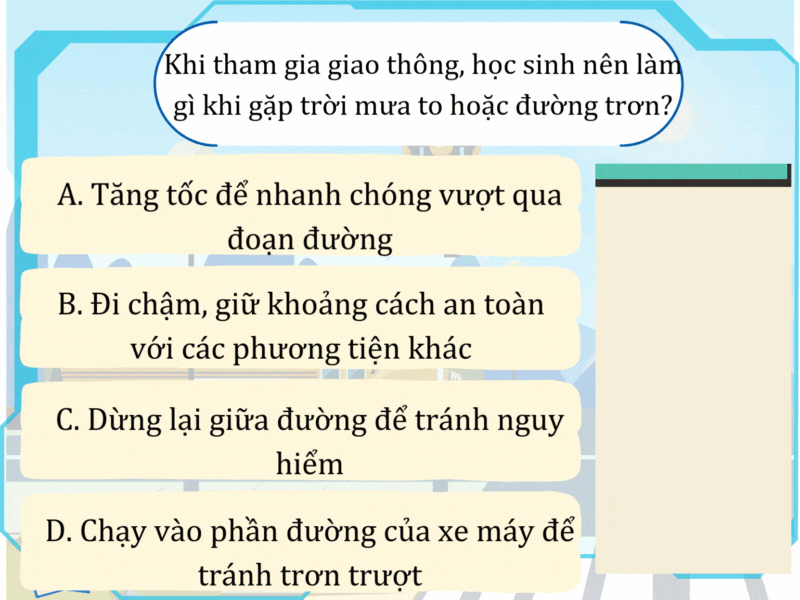 Khi tham gia giao thông, học sinh nên làm
gì khi gặp trời mưa to hoặc đường trơn?
A. Tăng tốc để nhanh chóng vượt qua
đoạn đường
B. Đi chậm, giữ khoảng cách an toàn
với các phương tiện khác
C. Dừng lại giữa đường để tránh nguy
hiểm
D. Chạy vào phần đường của xe máy để
tránh trơn trượt